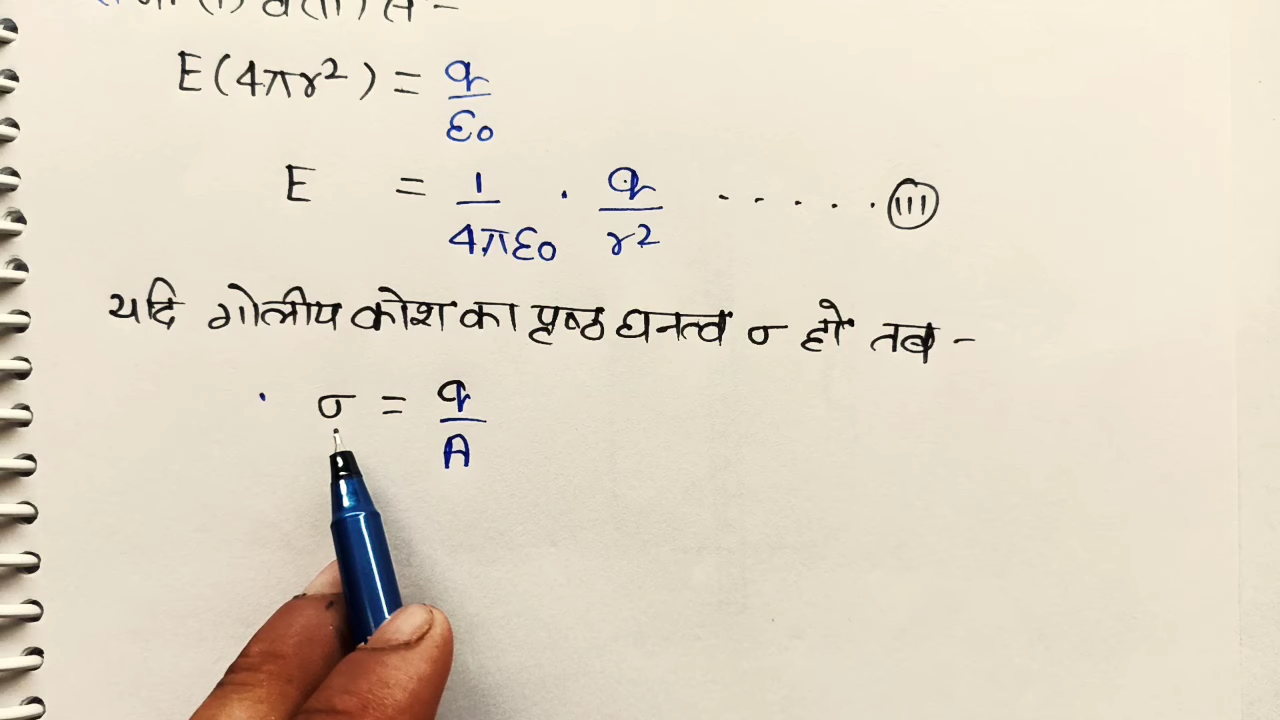 E(4πr²) = q/ε0
E = 1/4πε0 . q/r² ...... (III)
यदि गोलीय कोश का पृष्ठ घनत्व σ हो तब -
σ = q/A